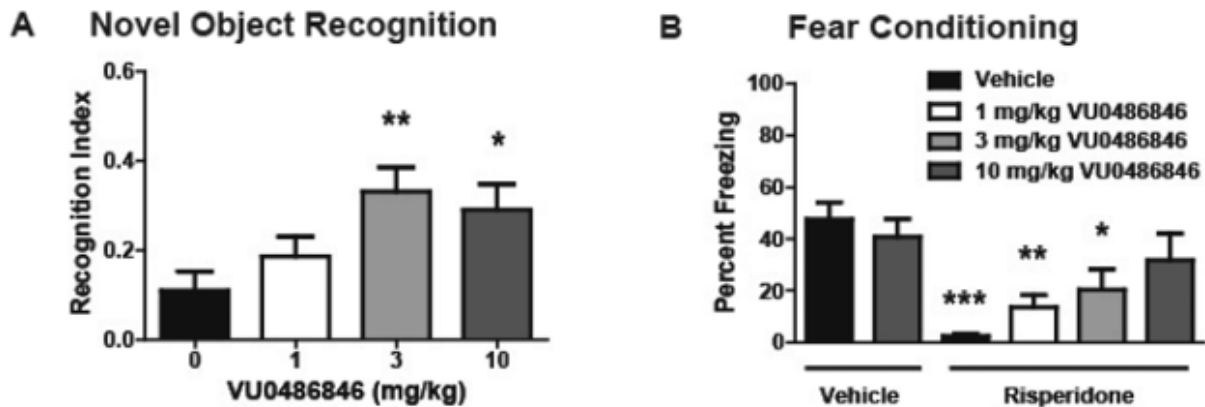 A Novel Object Recognition
0.6
0.4
0.2
0.0
Recognition Index
**
*
0 1 3 10
VU0486846 (mg/kg)
B Fear Conditioning
100
80
60
40
20
0
Percent Freezing
Vehicle
1 mg/kg VU0486846
3 mg/kg VU0486846
10 mg/kg VU0486846
***
**
*
Vehicle Risperidone